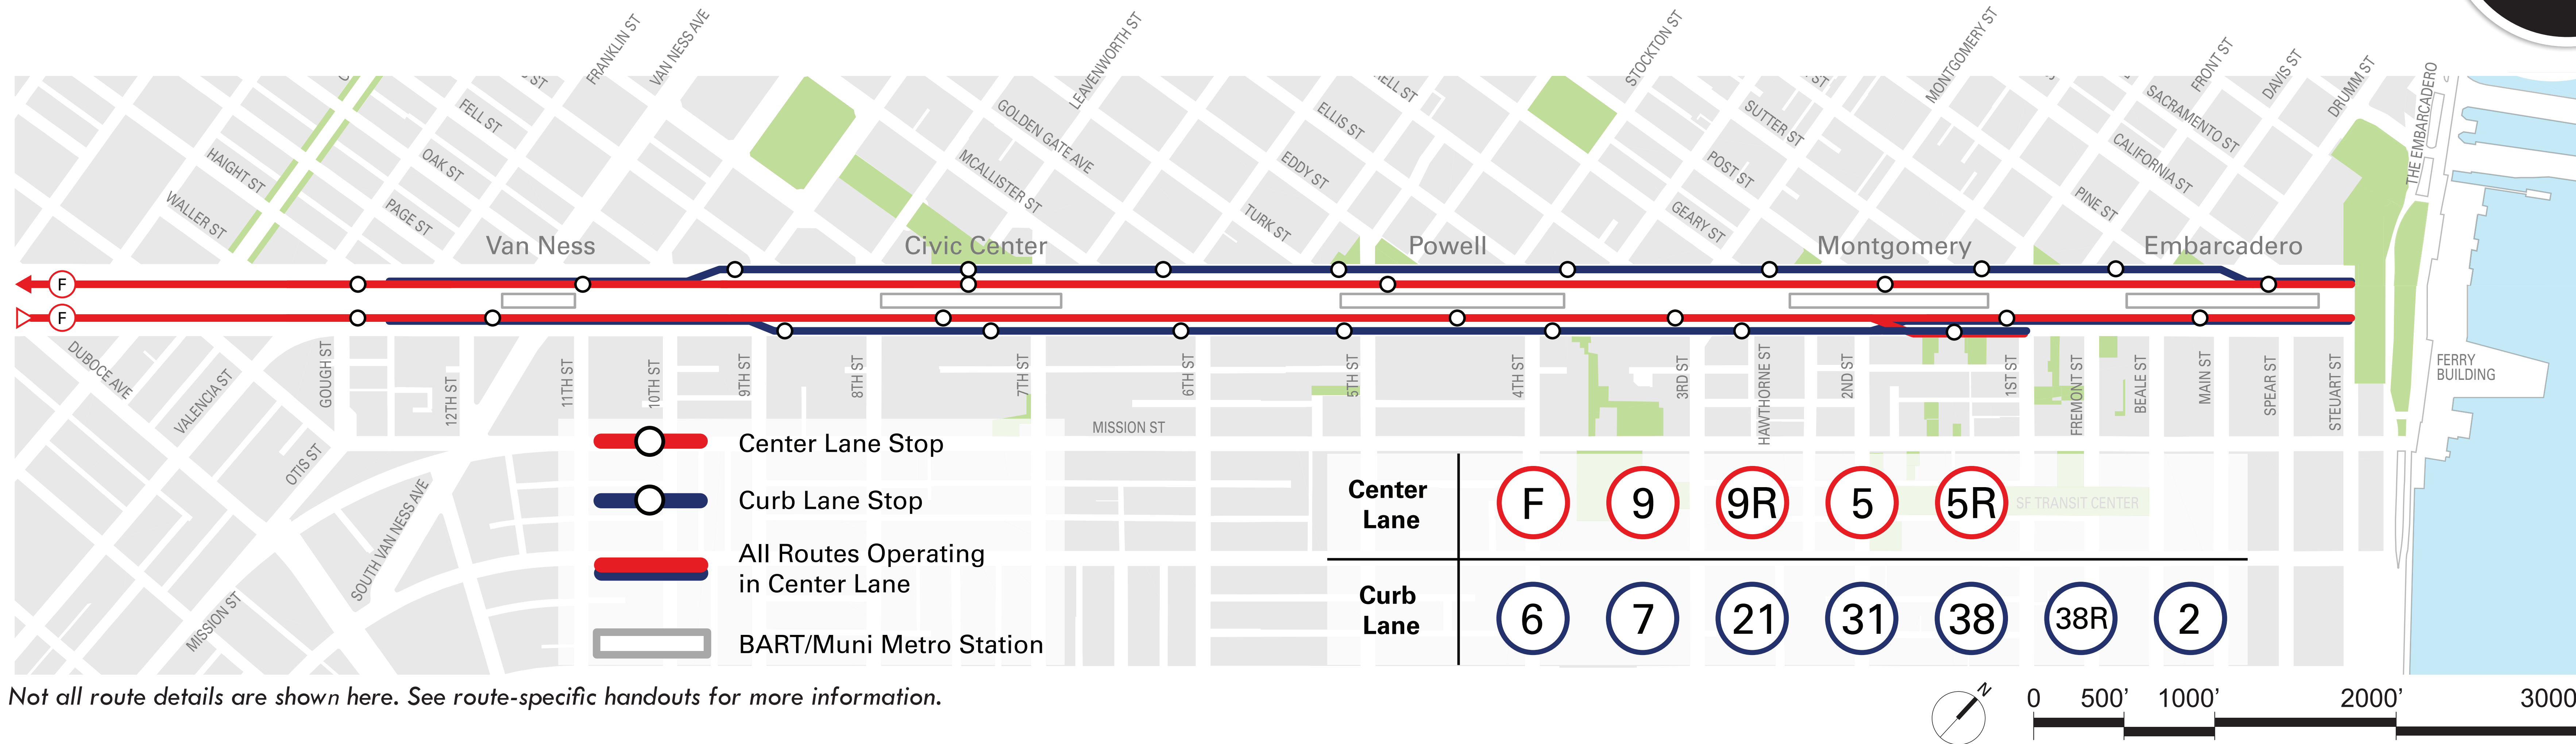 FRANKLIN ST
VAN NESS AVE
LEAVENWORTH ST
STOCKTON ST
MONTGOMERY ST
FRONT ST
DAVIS ST
DRUMM ST
THE EMBARCADERO
FELL ST
GOLDEN GATE AVE
ELLIS ST
SUTTER ST
SACRAMENTO ST
HAIGHT ST
OAK ST
MCALLISTER ST
EDDY ST
POST ST
CALIFORNIA ST
WALLER ST
PAGE ST
TURK ST
GEARY ST
PINE ST
Van Ness
Civic Center
Powell
Montgomery
Embarcadero
F
F
DUBOCE AVE
VALENCIA ST
GOUGH ST
12TH ST
11TH ST
10TH ST
9TH ST
8TH ST
7TH ST
6TH ST
5TH ST
4TH ST
3RD ST
HAWTHORNE ST
2ND ST
1ST ST
FREMONT ST
BEALE ST
MAIN ST
SPEAR ST
STEUART ST
FERRY
BUILDING
MISSION ST
OTIS ST
SOUTH VAN NESS AVE
MISSION ST
SF TRANSIT CENTER
Center Lane Stop
Curb Lane Stop
All Routes Operating
in Center Lane
BART/Muni Metro Station
Center
Lane
F 9 9R 5 5R
Curb
Lane
6 7 21 31 38 38R 2
Not all route details are shown here. See route-specific handouts for more information.
N
0 500' 1000' 2000' 3000